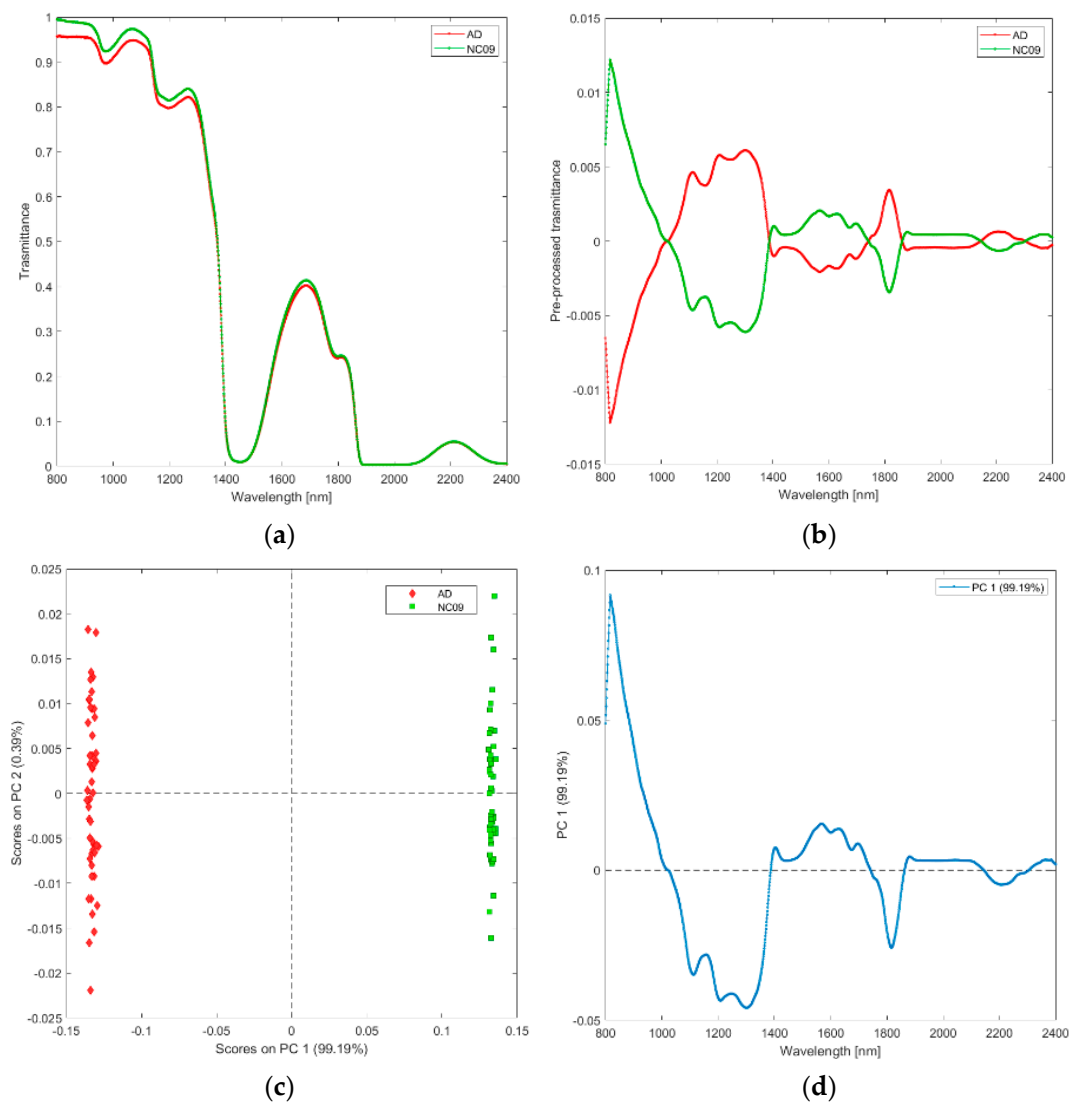 1
0.9
0.8
0.7
0.6
0.5
0.4
0.3
0.2
0.1
0
Trasmittance
800 1000 1200 1400 1600 1800 2000 2200 2400
Wavelength [nm]
AD
NC09
(a)
0.015
0.01
0.005
0
-0.005
-0.01
-0.015
Pre-processed trasmittance
800 1000 1200 1400 1600 1800 2000 2200 2400
Wavelength [nm]
AD
NC09
(b)
0.025
0.02
0.015
0.01
0.005
0
-0.005
-0.01
-0.015
-0.02
-0.025
Scores on PC 2 (0.39%)
-0.15 -0.1 -0.05 0 0.05 0.1 0.15
Scores on PC 1 (99.19%)
AD
NC09
(c)
0.1
0.05
0
-0.05
PC 1 (99.19%)
800 1000 1200 1400 1600 1800 2000 2200 2400
Wavelength [nm]
PC 1 (99.19%)
(d)